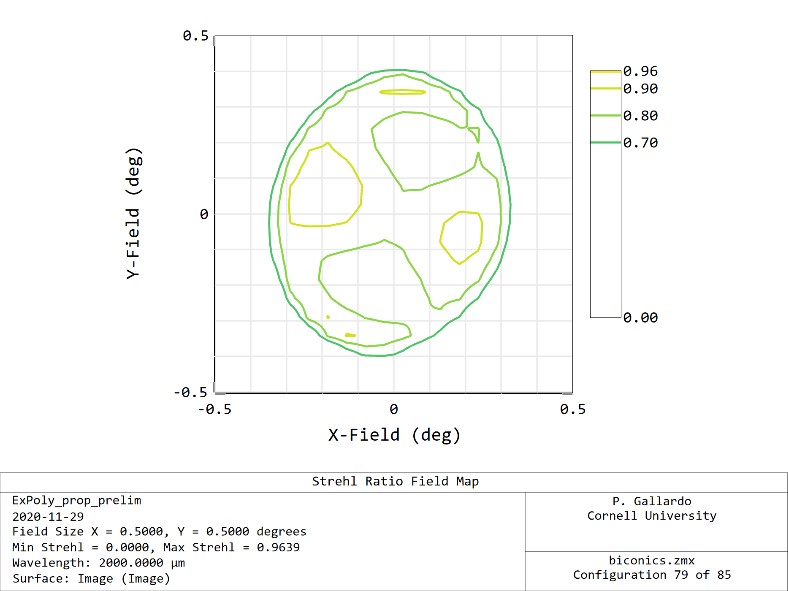 0.5
0
-0.5
-0.5
0
0.5
Y-Field (deg)
X-Field (deg)
0.96
0.90
0.80
0.70
0.00
Strehl Ratio Field Map
ExPoly_prop_prelim
2020-11-29
Field Size X = 0.5000, Y = 0.5000 degrees
Min Strehl = 0.0000, Max Strehl = 0.9639
Wavelength: 2000.0000 µm
Surface: Image (Image)
P. Gallardo
Cornell University
biconics.zmx
Configuration 79 of 85